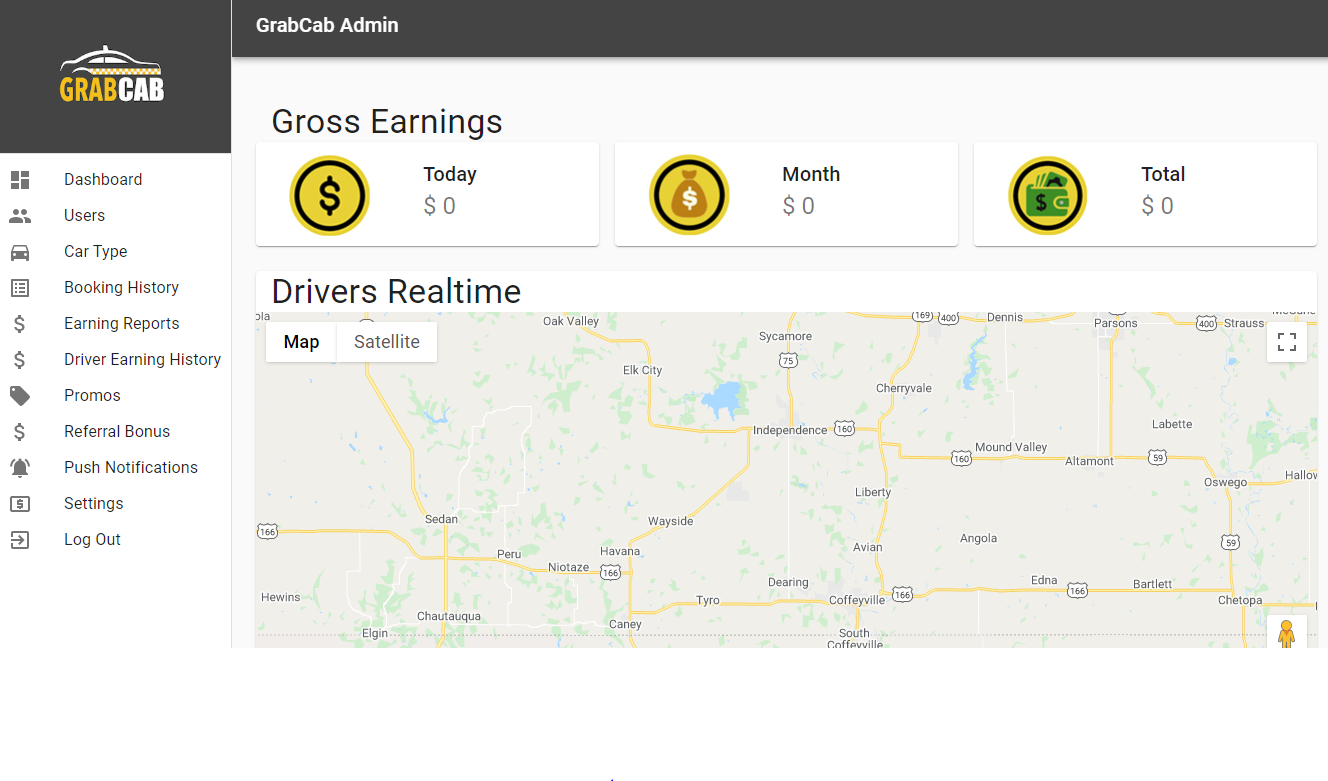 GRABCAB
GrabCab Admin
Dashboard
Users
Car Type
Booking History
Earning Reports
Driver Earning History
Promos
Referral Bonus
Push Notifications
Settings
Log Out
Gross Earnings
Today
$ 0
Month
$ 0
Total
$ 0
Drivers Realtime
Map
Satellite
Oak Valley
169
400
Dennis
Parsons
400
Strauss
Sycamore
75
Elk City
Cherryvale
Independence
160
Labette
Mound Valley
160
Altamont
59
Oswego
Liberty
Sedan
Wayside
166
Angola
59
Peru
Havana
Avian
Niotaze
166
Dearing
Edna
166
Bartlett
Hewins
Tyro
Coffeyville
166
Chetopa
Chautauqua
Caney
Elgin
South
Coffeyville